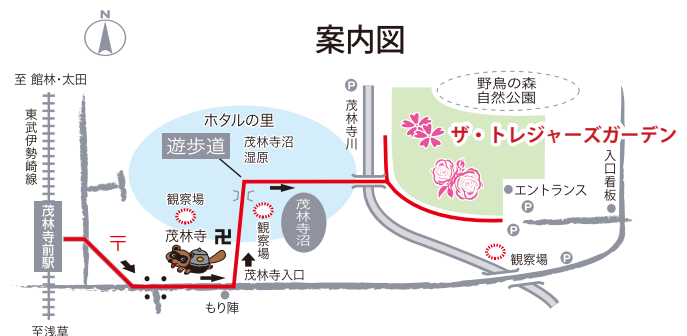 N
案内図
至 館林・太田
東武伊勢崎線
茂林寺前駅
至浅草
〒
ホタルの里
遊歩道
茂林寺沼
湿原
観察場
茂林寺
卍
観察場
茂林寺沼
茂林寺入口
もり陣
P
茂林寺川
野鳥の森
自然公園
ザ・トレジャーズガーデン
エントランス
入口看板
P
P
観察場
P